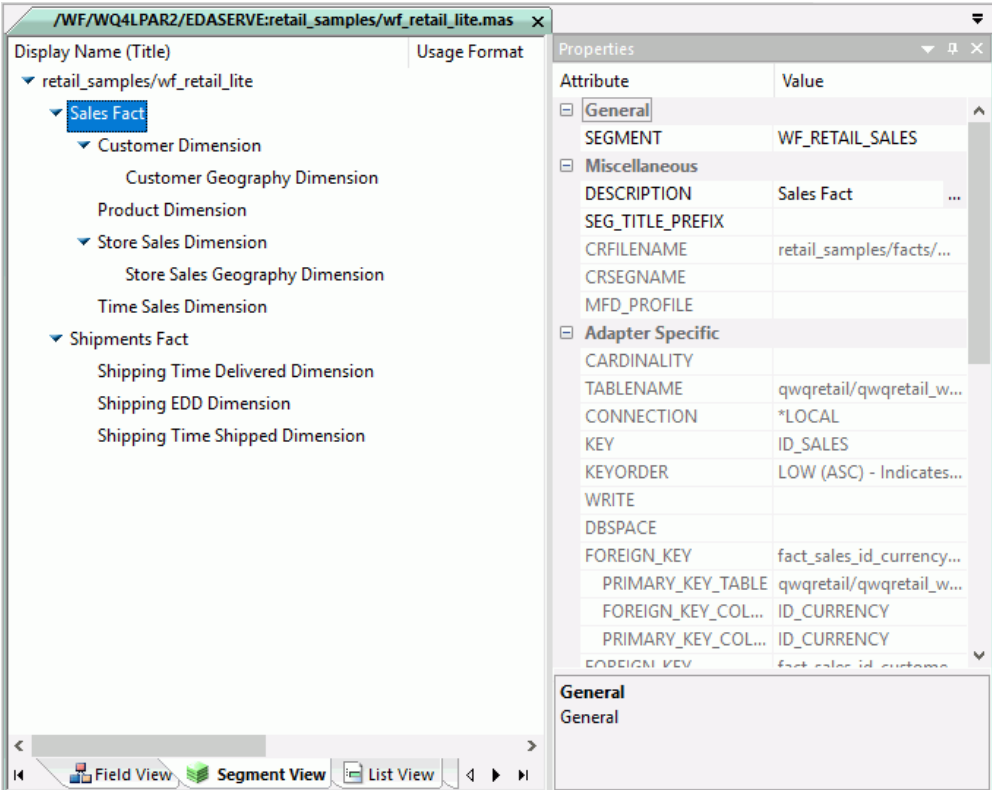 /WF/WQ4LPAR2/EDASERVE:retail_samples/wf_retail_lite.mas x
Display Name (Title) Usage Format
retail_samples/wf_retail_lite
Sales Fact
Customer Dimension
Customer Geography Dimension
Product Dimension
Store Sales Dimension
Store Sales Geography Dimension
Time Sales Dimension
Shipments Fact
Shipping Time Delivered Dimension
Shipping EDD Dimension
Shipping Time Shipped Dimension
Field View Segment View List View
Properties
Attribute Value
General
SEGMENT WF_RETAIL_SALES
Miscellaneous
DESCRIPTION Sales Fact ...
SEG_TITLE_PREFIX
CRFILENAME retail_samples/facts/...
CRSEGNAME
MFD_PROFILE
Adapter Specific
CARDINALITY
TABLENAME qwqretail/qwqretail_w...
CONNECTION *LOCAL
KEY ID_SALES
KEYORDER LOW (ASC) - Indicates...
WRITE
DBSPACE
FOREIGN_KEY fact_sales_id_currency...
PRIMARY_KEY_TABLE qwqretail/qwqretail_w...
FOREIGN_KEY_COL... ID_CURRENCY
PRIMARY_KEY_COL... ID_CURRENCY
FOREIGN_KEY fact_sales_id_custome...
General
General